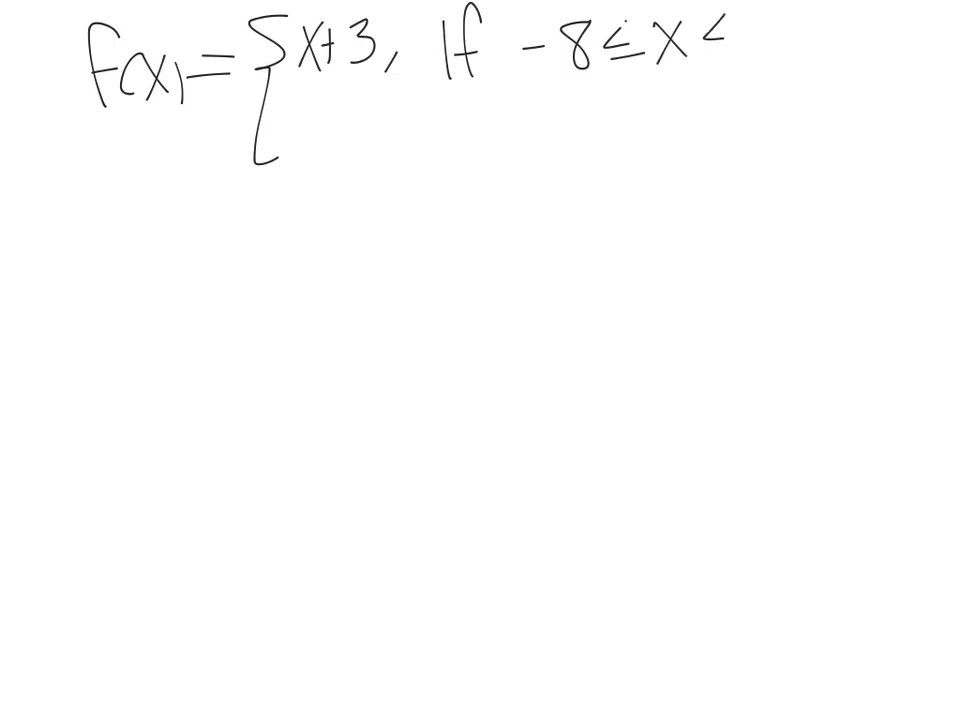 f(x) = { x+3, if -8 ≤ x <